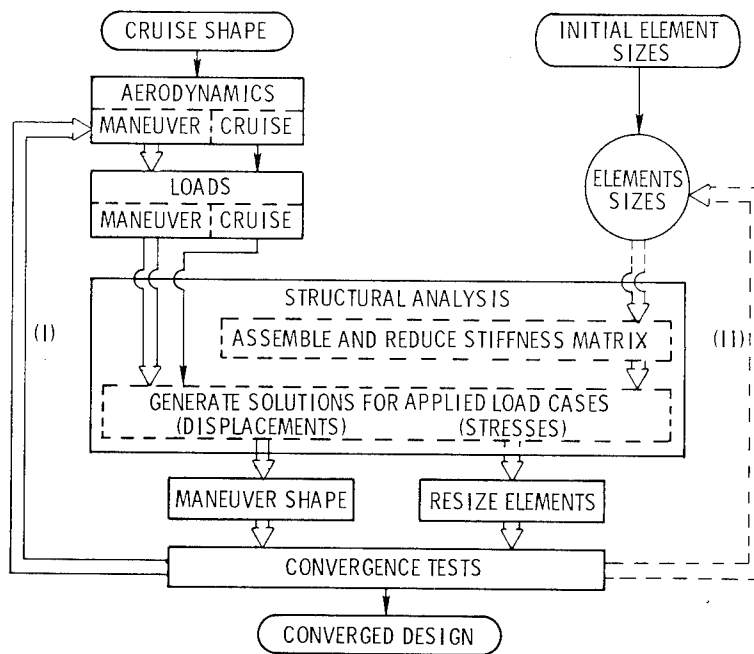 CRUISE SHAPE
INITIAL ELEMENT
SIZES
AERODYNAMICS
MANEUVER CRUISE
LOADS
MANEUVER CRUISE
ELEMENTS
SIZES
STRUCTURAL ANALYSIS
ASSEMBLE AND REDUCE STIFFNESS MATRIX
(I)
(II)
GENERATE SOLUTIONS FOR APPLIED LOAD CASES
(DISPLACEMENTS) (STRESSES)
MANEUVER SHAPE
RESIZE ELEMENTS
CONVERGENCE TESTS
CONVERGED DESIGN